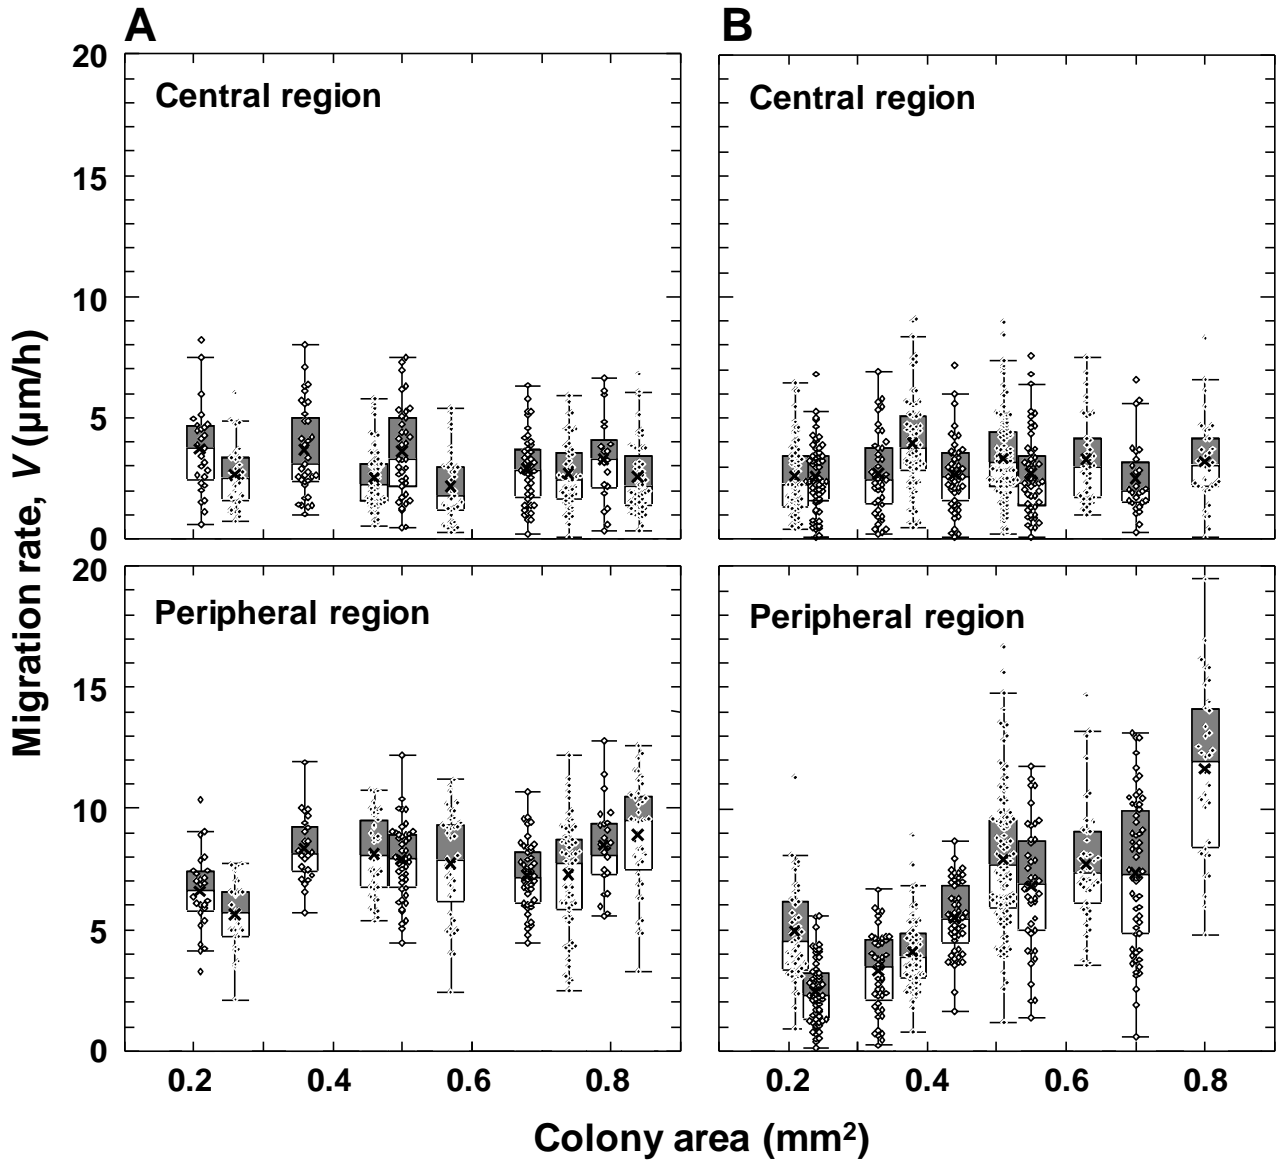 A
B
20
Central region
Central region
15
10
5
0
Migration rate, V (μm/h)
20
Peripheral region
Peripheral region
15
10
5
0
0.2 0.4 0.6 0.8
0.2 0.4 0.6 0.8
Colony area (mm²)